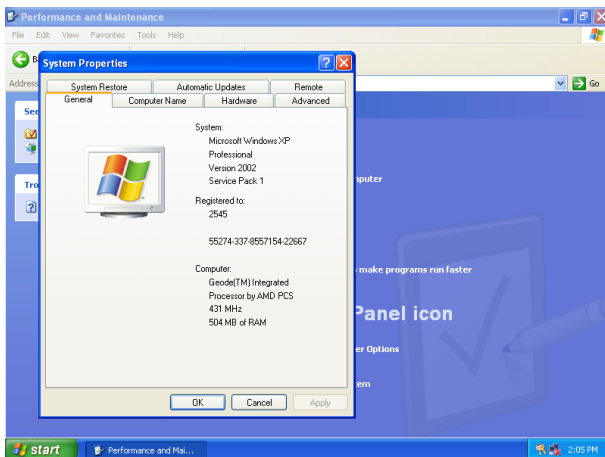 Performance and Maintenance
File Edit View Favorites Tools Help
Address
Go
System Properties
System Restore Automatic Updates Remote
General Computer Name Hardware Advanced
System:
Microsoft Windows XP
Professional
Version 2002
Service Pack 1
Registered to:
2545
55274-337-8557154-22667
Computer:
Geode(TM) Integrated
Processor by AMD PCS
431 MHz
504 MB of RAM
OK Cancel Apply
See
Tro
mputer
make programs run faster
Panel icon
er Options
em
start Performance and Mai... 2:05 PM